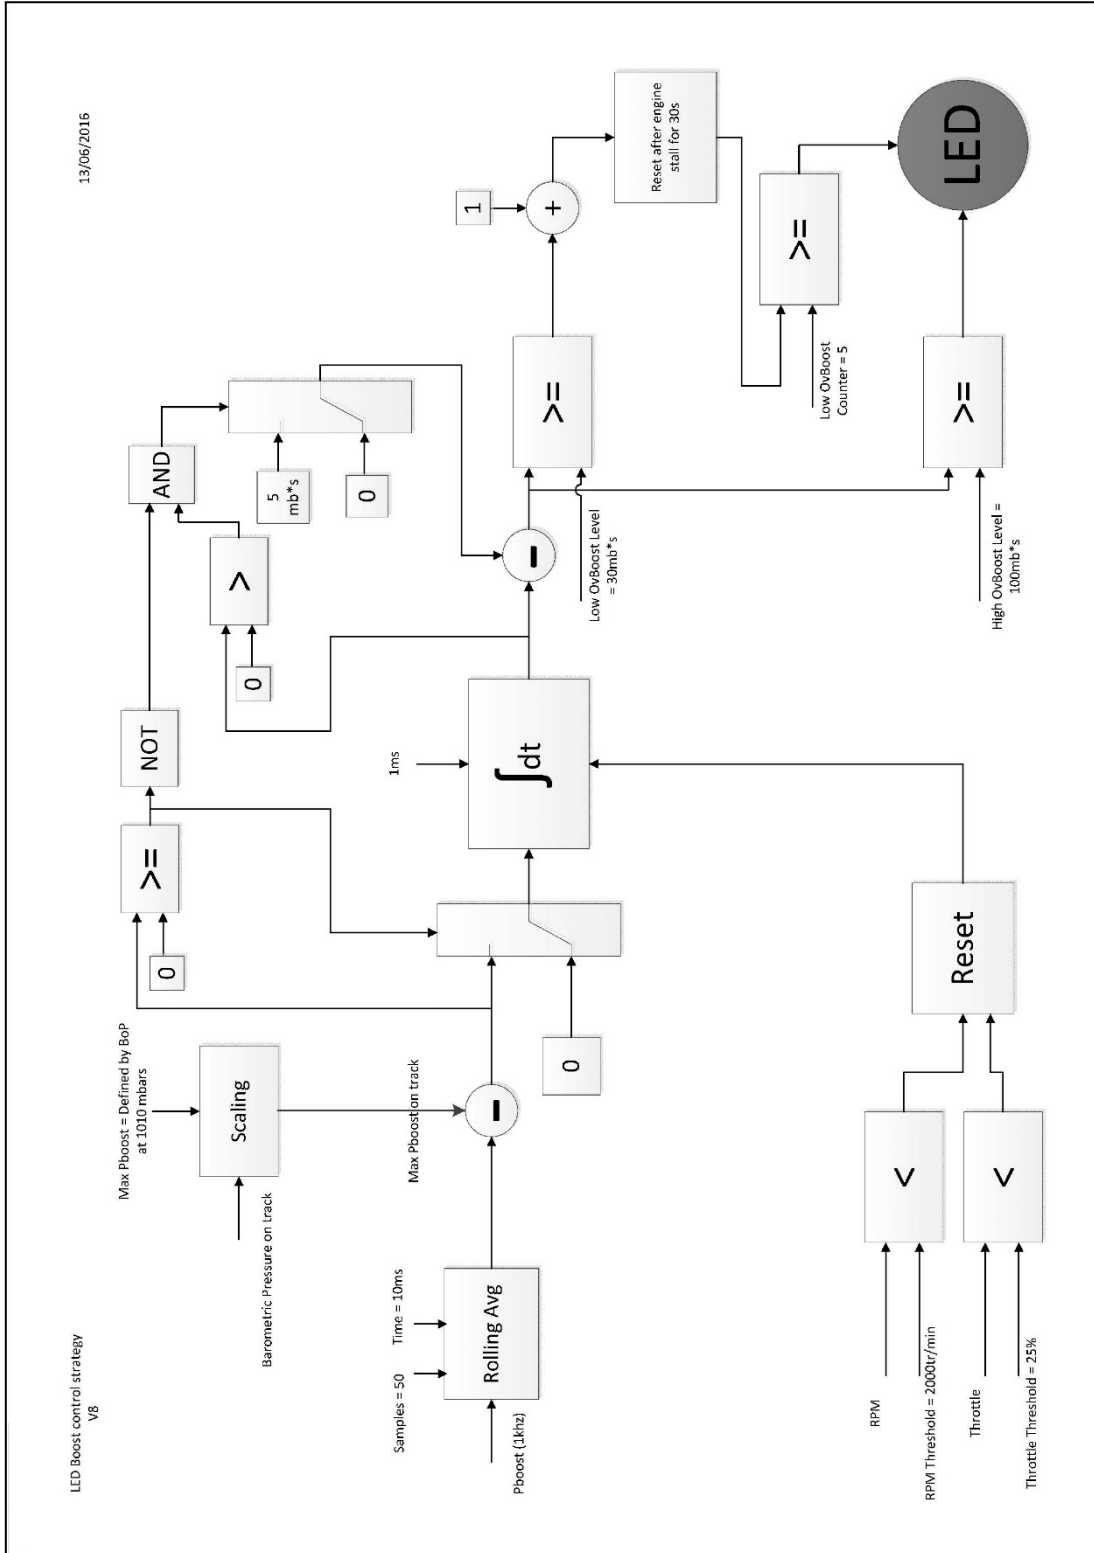 LED Boost control strategy
V8
13/06/2016
Max Pboost = Defined by BoP
at 1010 mbars
Scaling
Barometric Pressure on track
Max Pboost on track
Samples = 50
Time = 10ms
Rolling Avg
Pboost (1khz)
-
0
>=
0
NOT
AND
>
0
5
mb*s
0
1ms
∫dt
-
Low OvBoost Level
= 30mb*s
>=
1
+
Reset after engine
stall for 30s
>=
Low OvBoost
Counter = 5
LED
>=
High OvBoost Level =
100mb*s
RPM
RPM Threshold = 2000tr/min
<
Throttle
Throttle Threshold = 25%
<
Reset